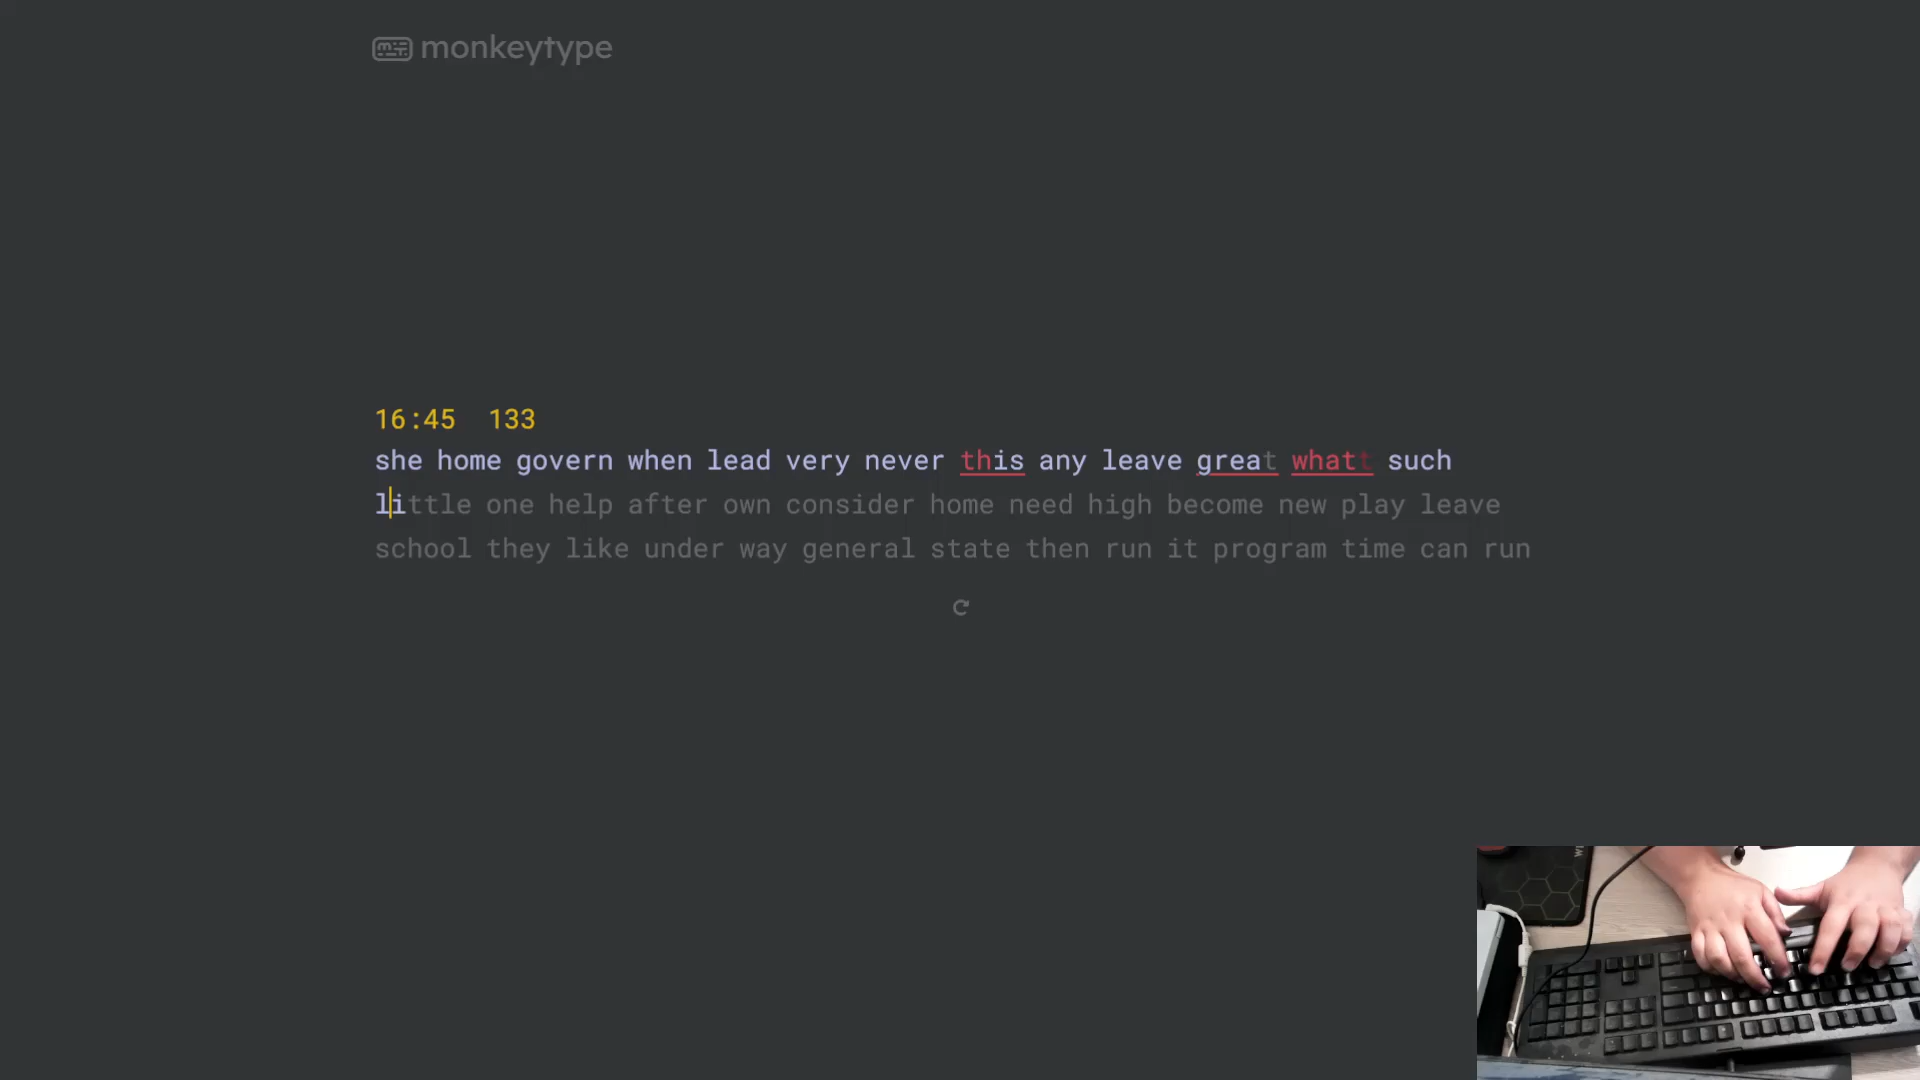 monkeytype
16:45 133
she home govern when lead very never this any leave great whatt such
little one help after own consider home need high become new play leave
school they like under way general state then run it program time can run